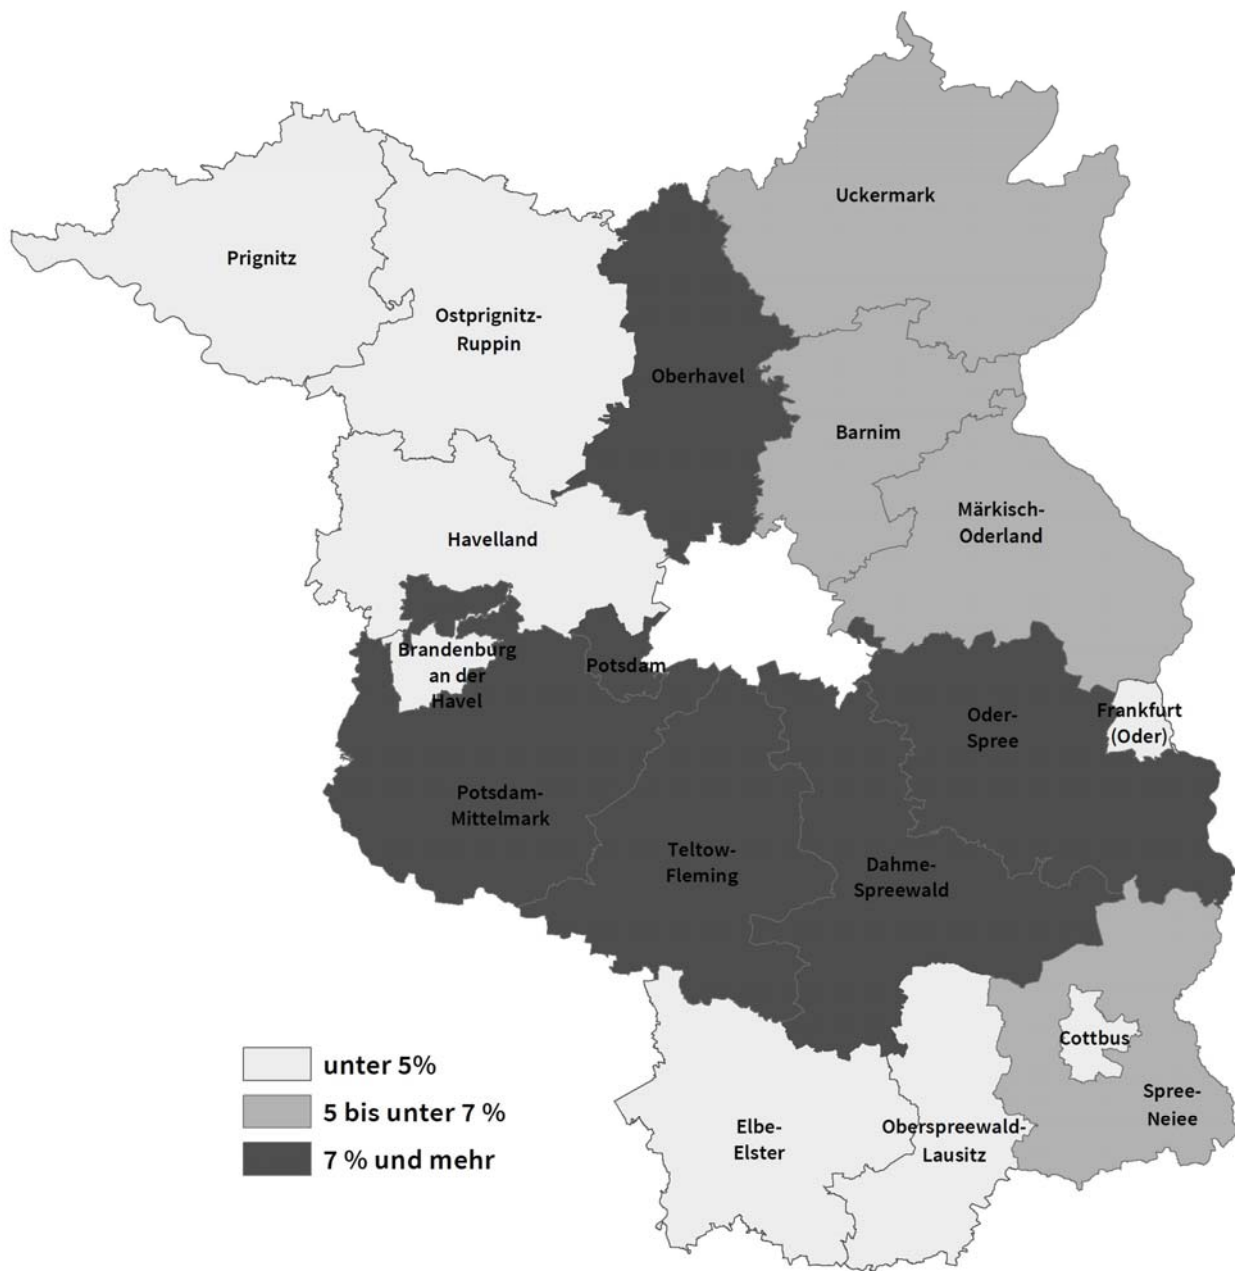 Uckermark
Prignitz
Ostprignitz-
Ruppin
Oberhavel
Barnim
Märkisch-
Oderland
Havelland
Brandenburg
an der
Havel
Potsdam
Oder-
Spree
Frankfurt
(Oder)
Potsdam-
Mittelmark
Teltow-
Fleming
Dahme-
Spreewald
Cottbus
Spree-
Neiee
Elbe-
Elster
Oberspreewald-
Lausitz
unter 5%
5 bis unter 7 %
7 % und mehr